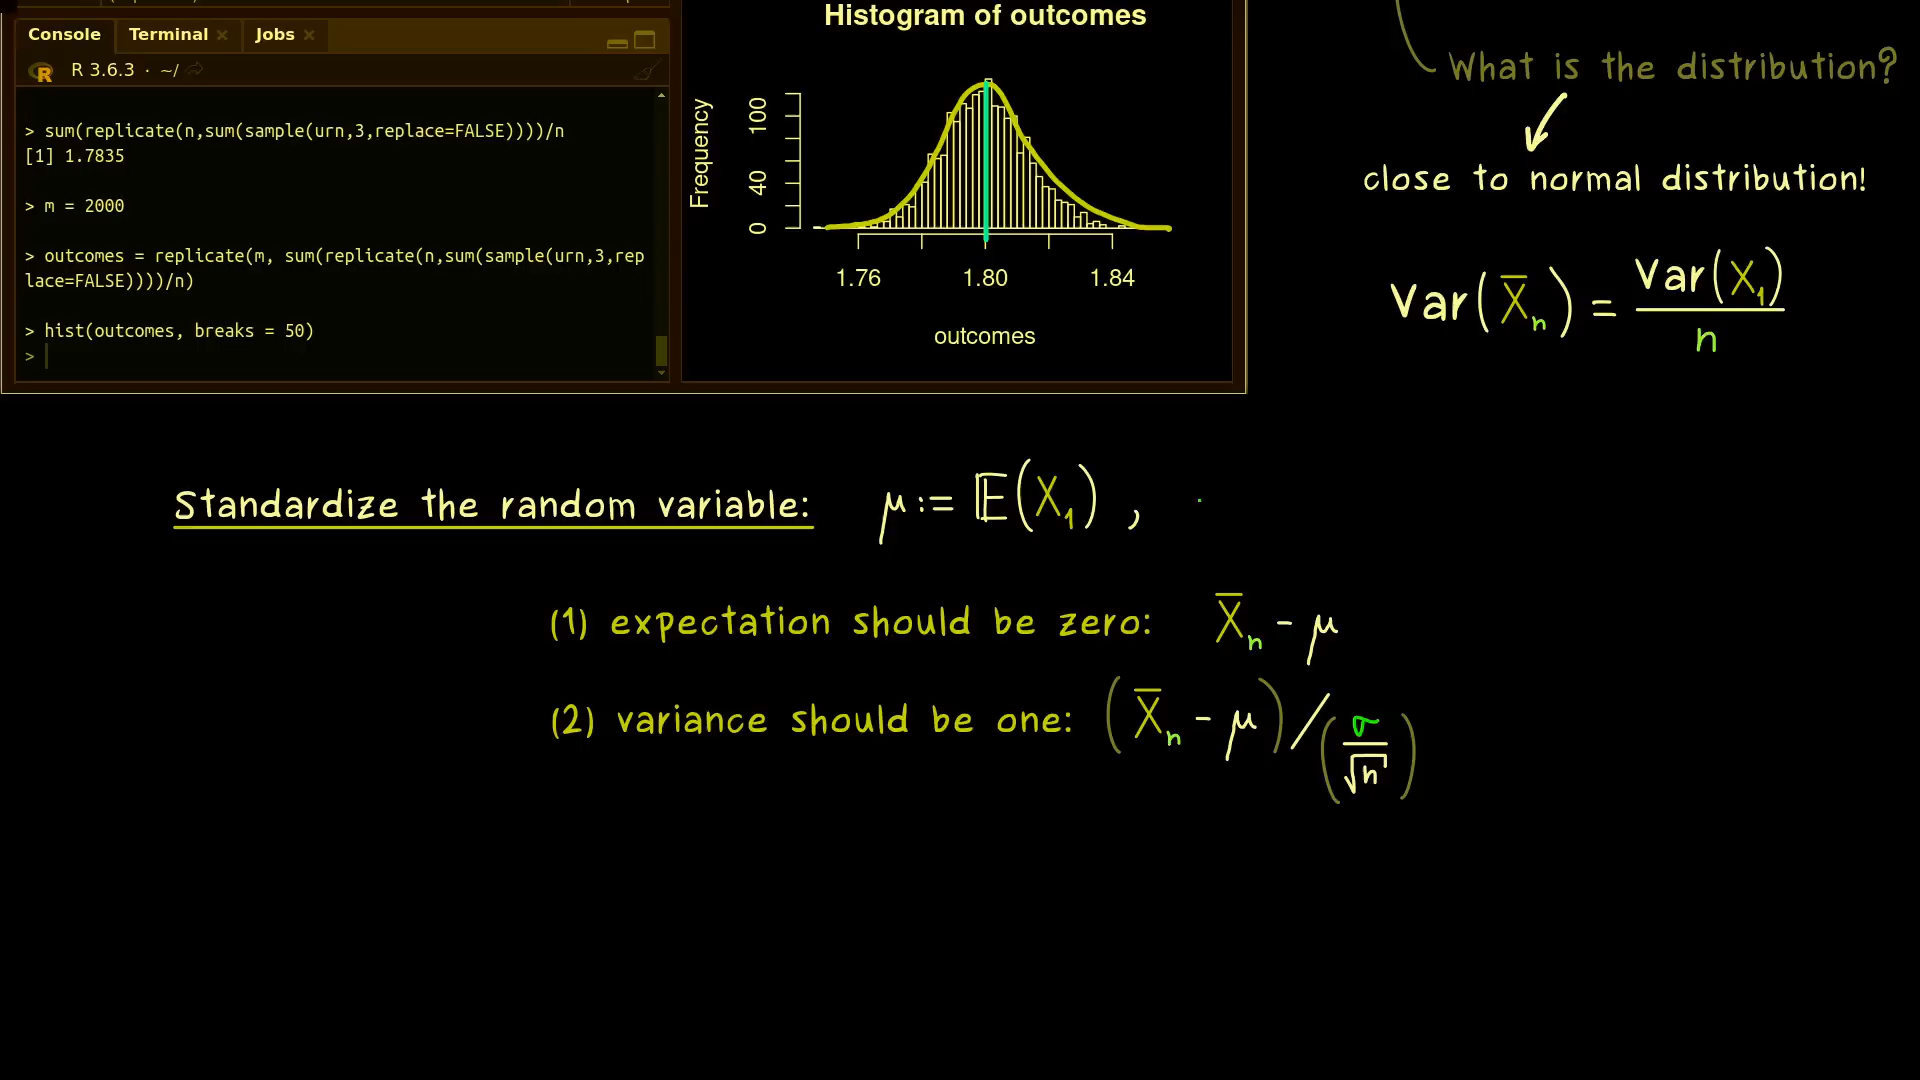 Console Terminal × Jobs ×
R 3.6.3 · ~/
> sum(replicate(n,sum(sample(urn,3,replace=FALSE))))/n
[1] 1.7835
> m = 2000
> outcomes = replicate(m, sum(replicate(n,sum(sample(urn,3,rep
lace=FALSE))))/n)
> hist(outcomes, breaks = 50)
>
Histogram of outcomes
Frequency
0 40 100
1.76 1.80 1.84
outcomes
What is the distribution?
close to normal distribution!
Var(X̄ₙ) = Var(X₁) / n
Standardize the random variable: μ := 𝔼(X₁) ,
(1) expectation should be zero: X̄ₙ - μ
(2) variance should be one: (X̄ₙ - μ) / (σ/√n)